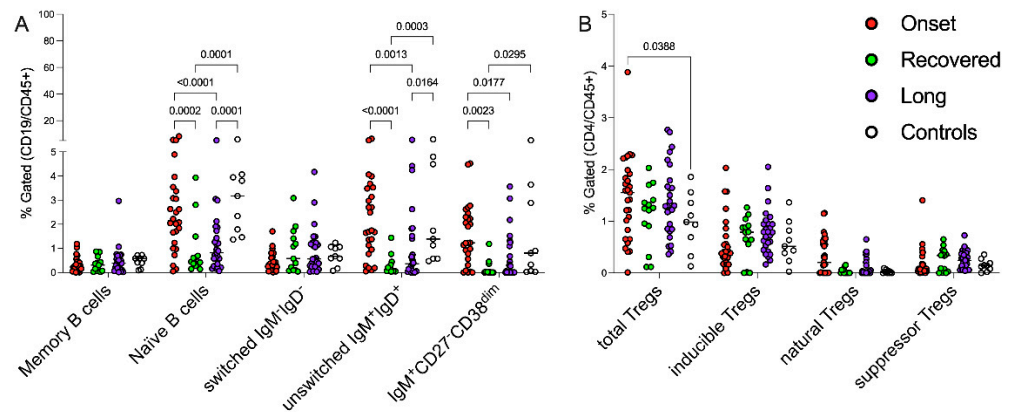 A
% Gated (CD19/CD45+)
100
80
60
40
20
5
4
3
2
1
0
0.0003
0.0001
0.0013
0.0295
<0.0001
0.0164
0.0177
0.0002
0.0001
<0.0001
0.0023
Memory B cells
Naïve B cells
switched IgM-IgD-
unswitched IgM+IgD+
IgM+CD27-CD38dim
B
% Gated (CD4/CD45+)
5
4
3
2
1
0
0.0388
total Tregs
inducible Tregs
natural Tregs
suppressor Tregs
Onset
Recovered
Long
Controls